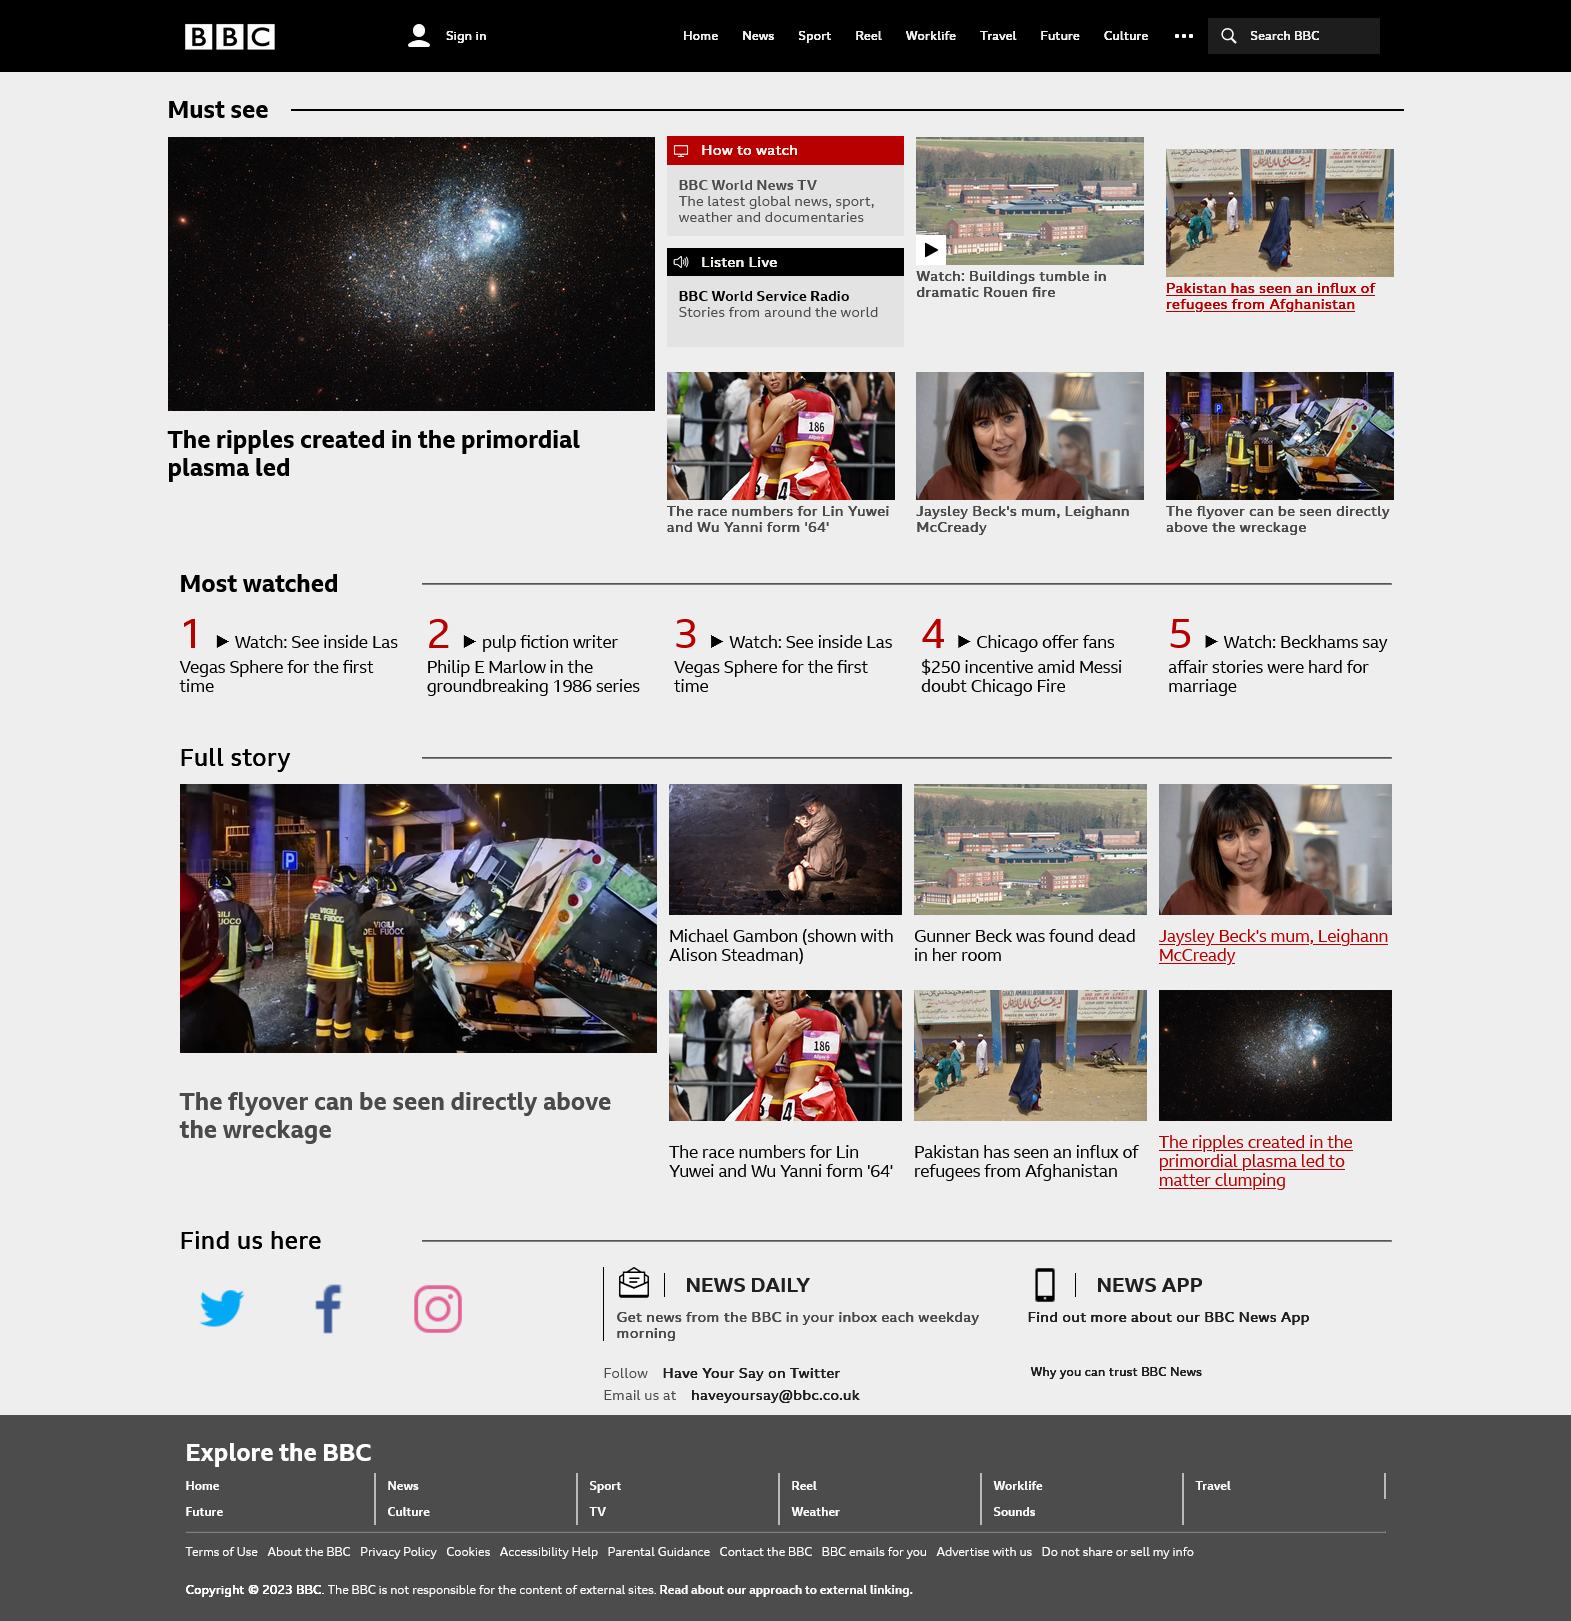 BBC
Sign in
Home News Sport Reel Worklife Travel Future Culture
Search BBC
Must see
How to watch
BBC World News TV
The latest global news, sport,
weather and documentaries
Listen Live
BBC World Service Radio
Stories from around the world
Watch: Buildings tumble in
dramatic Rouen fire
Pakistan has seen an influx of
refugees from Afghanistan
The ripples created in the primordial
plasma led
186
The race numbers for Lin Yuwei
and Wu Yanni form '64'
Jaysley Beck's mum, Leighann
McCready
P
The flyover can be seen directly
above the wreckage
Most watched
1 Watch: See inside Las
Vegas Sphere for the first
time
2 pulp fiction writer
Philip E Marlow in the
groundbreaking 1986 series
3 Watch: See inside Las
Vegas Sphere for the first
time
4 Chicago offer fans
$250 incentive amid Messi
doubt Chicago Fire
5 Watch: Beckhams say
affair stories were hard for
marriage
Full story
P
VIGILI
DEL FUOCO
VIGILI
DEL FUOCO
The flyover can be seen directly above
the wreckage
Michael Gambon (shown with
Alison Steadman)
Gunner Beck was found dead
in her room
Jaysley Beck's mum, Leighann
McCready
186
The race numbers for Lin
Yuwei and Wu Yanni form '64'
Pakistan has seen an influx of
refugees from Afghanistan
The ripples created in the
primordial plasma led to
matter clumping
Find us here
NEWS DAILY
Get news from the BBC in your inbox each weekday
morning
NEWS APP
Find out more about our BBC News App
Follow Have Your Say on Twitter
Email us at haveyoursay@bbc.co.uk
Why you can trust BBC News
Explore the BBC
Home News Sport Reel Worklife Travel
Future Culture TV Weather Sounds
Terms of Use About the BBC Privacy Policy Cookies Accessibility Help Parental Guidance Contact the BBC BBC emails for you Advertise with us Do not share or sell my info
Copyright © 2023 BBC. The BBC is not responsible for the content of external sites. Read about our approach to external linking.